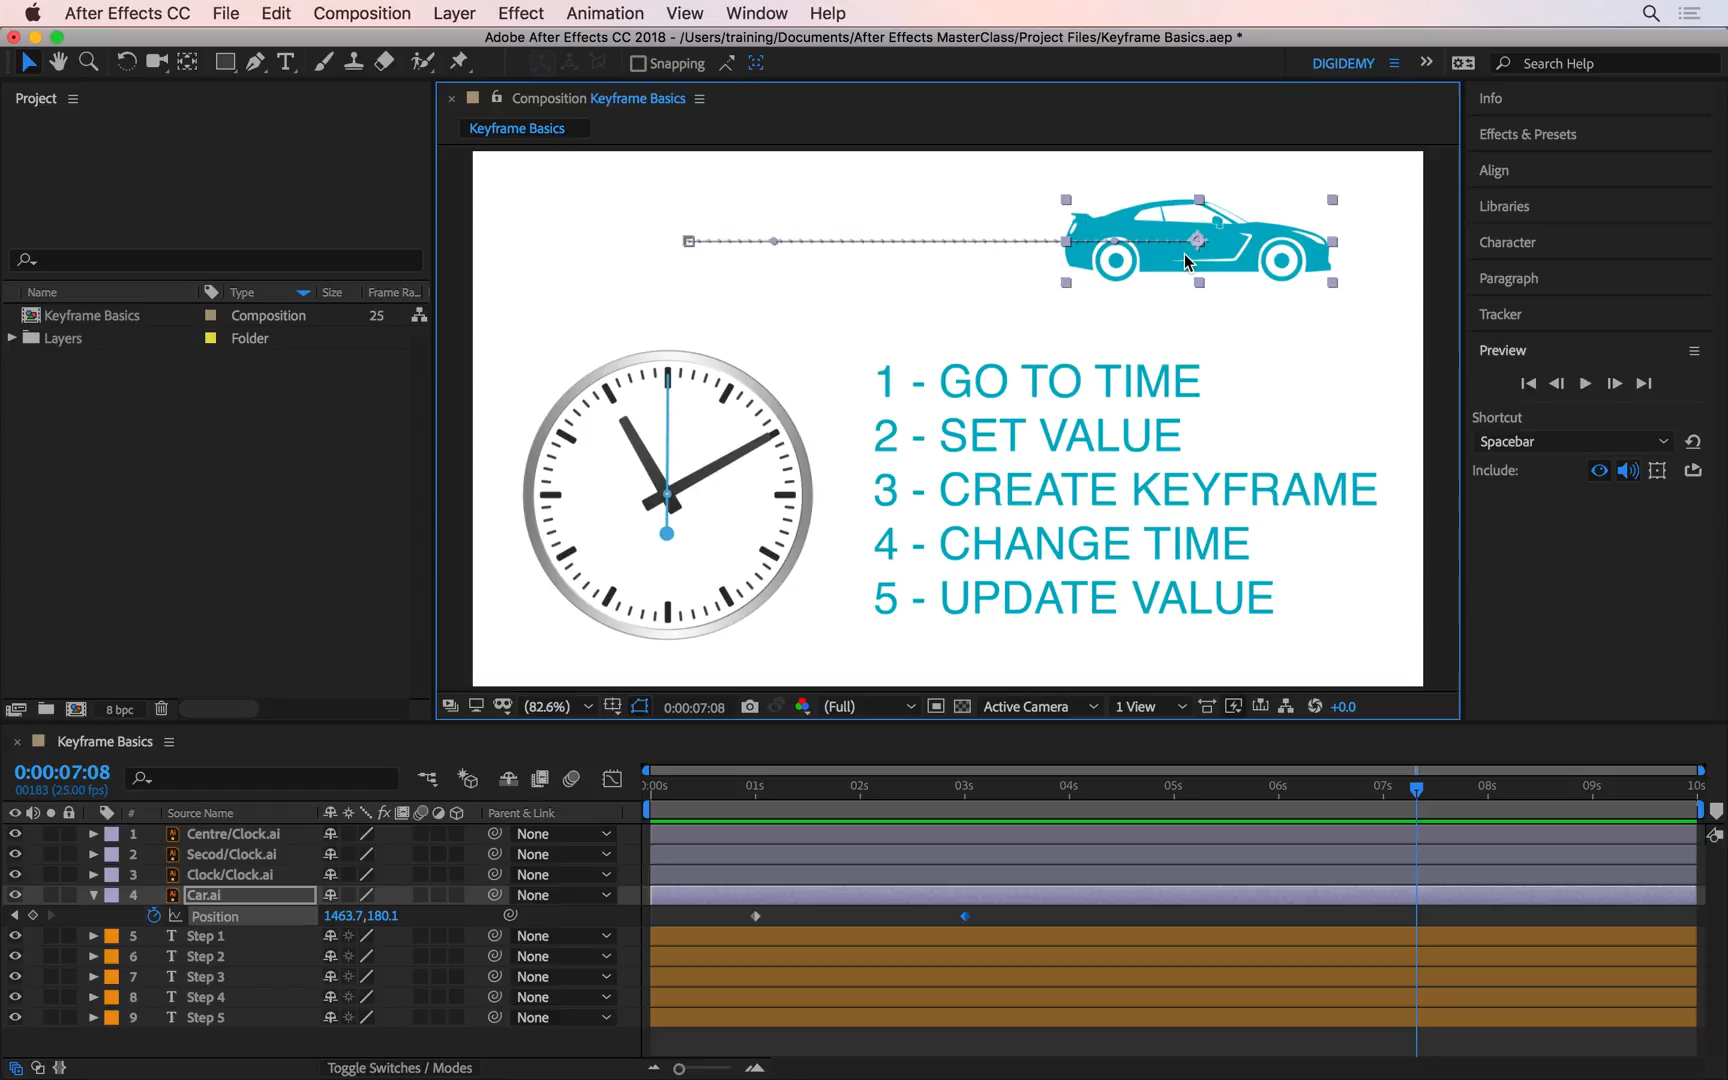 After Effects CC File Edit Composition Layer Effect Animation View Window Help
Adobe After Effects CC 2018 - /Users/training/Documents/After Effects MasterClass/Project Files/Keyframe Basics.aep *
Snapping
DIGIDEMY
Search Help
Project
Name Type Size Frame Ra...
Keyframe Basics Composition 25
Layers Folder
8 bpc
Composition Keyframe Basics
Keyframe Basics
1 - GO TO TIME
2 - SET VALUE
3 - CREATE KEYFRAME
4 - CHANGE TIME
5 - UPDATE VALUE
(82.6%) 0:00:07:08 (Full) Active Camera 1 View +0.0
Info
Effects & Presets
Align
Libraries
Character
Paragraph
Tracker
Preview
Shortcut
Spacebar
Include:
Keyframe Basics
0:00:07:08
00183 (25.00 fps)
:00s 01s 02s 03s 04s 05s 06s 07s 08s 09s 10s
# Source Name fx Parent & Link
1 Centre/Clock.ai None
2 Secod/Clock.ai None
3 Clock/Clock.ai None
4 Car.ai None
Position 1463.7,180.1
5 T Step 1 None
6 T Step 2 None
7 T Step 3 None
8 T Step 4 None
9 T Step 5 None
Toggle Switches / Modes